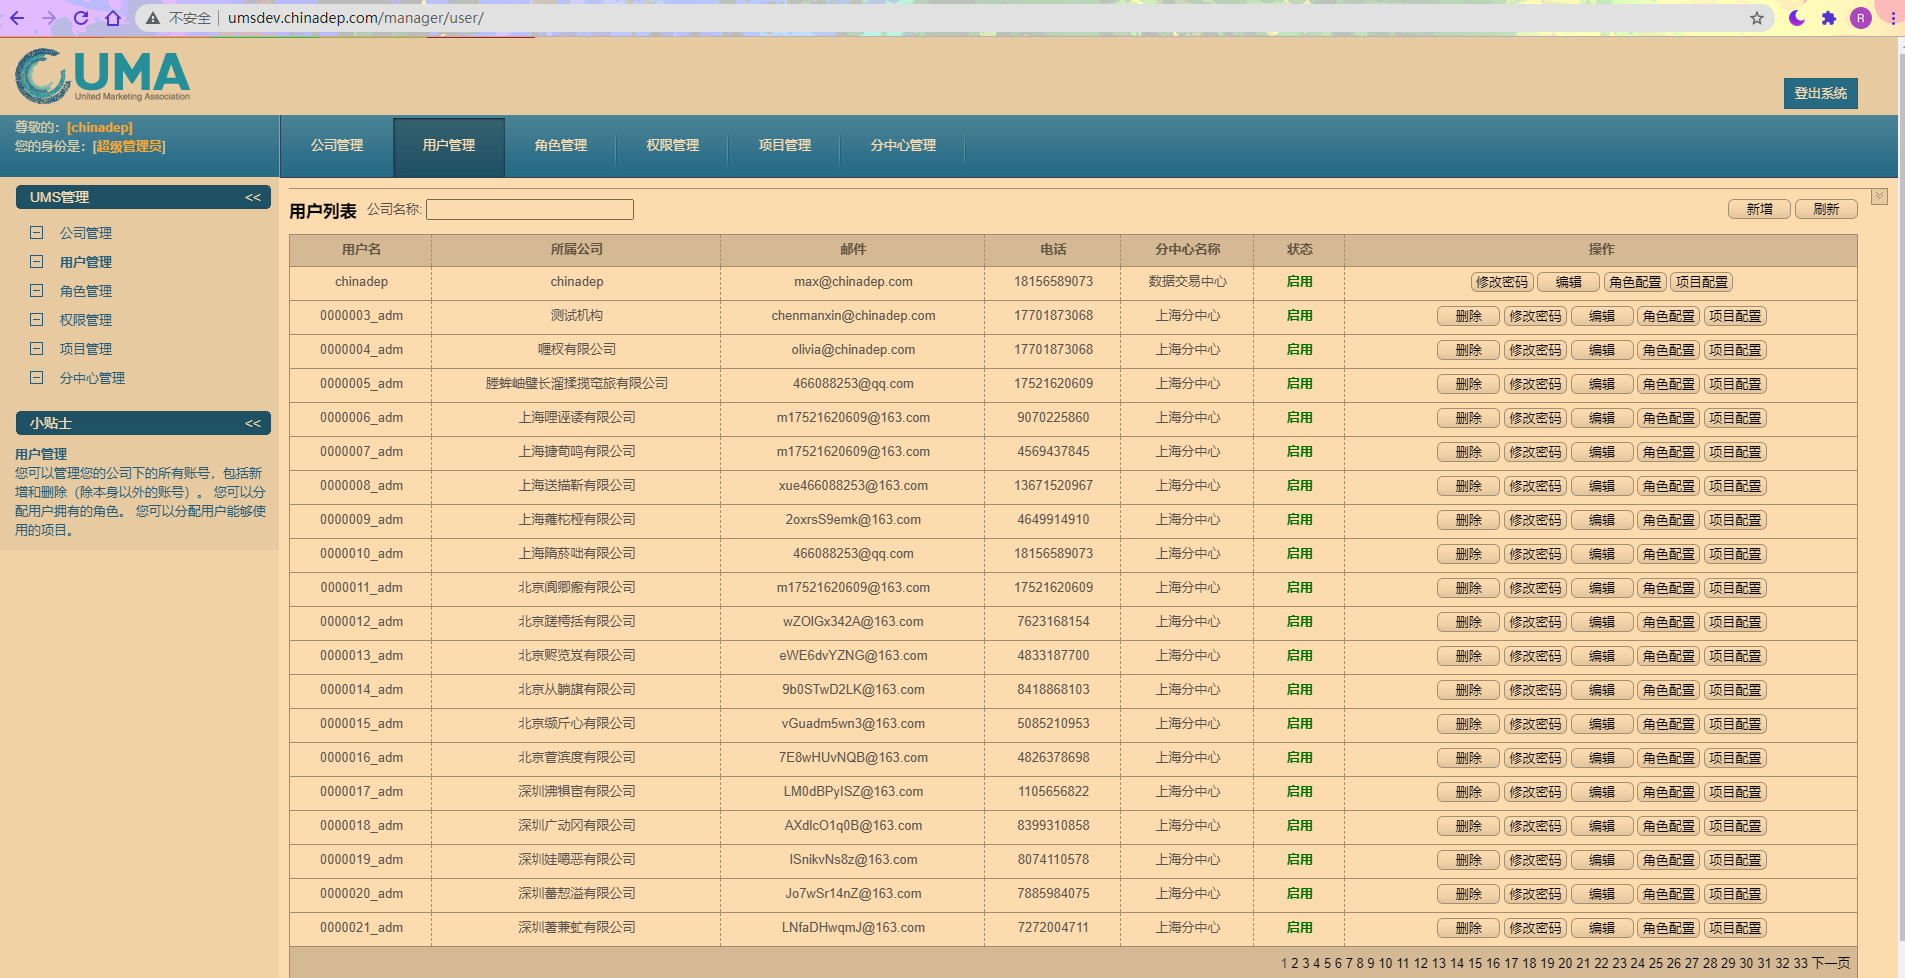 不安全 umsdev.chinadep.com/manager/user/
R
UMA
United Marketing Association
登出系统
尊敬的：[chinadep]
您的身份是：[超级管理员]
公司管理 用户管理 角色管理 权限管理 项目管理 分中心管理
UMS管理 <<
公司管理
用户管理
角色管理
权限管理
项目管理
分中心管理
小贴士 <<
用户管理
您可以管理您的公司下的所有账号，包括新
增和删除（除本身以外的账号）。 您可以分
配用户拥有的角色。 您可以分配用户能够使
用的项目。
用户列表 公司名称: 新增 刷新
用户名 所属公司 邮件 电话 分中心名称 状态 操作
chinadep chinadep max@chinadep.com 18156589073 数据交易中心 启用 修改密码 编辑 角色配置 项目配置
0000003_adm 测试机构 chenmanxin@chinadep.com 17701873068 上海分中心 启用 删除 修改密码 编辑 角色配置 项目配置
0000004_adm 喱杈有限公司 olivia@chinadep.com 17701873068 上海分中心 启用 删除 修改密码 编辑 角色配置 项目配置
0000005_adm 有限公司 466088253@qq.com 17521620609 上海分中心 启用 删除 修改密码 编辑 角色配置 项目配置
0000006_adm 上海哩诬诿有限公司 m17521620609@163.com 9070225860 上海分中心 启用 删除 修改密码 编辑 角色配置 项目配置
0000007_adm 上海搪荀鸣有限公司 m17521620609@163.com 4569437845 上海分中心 启用 删除 修改密码 编辑 角色配置 项目配置
0000008_adm 上海送描靳有限公司 xue466088253@163.com 13671520967 上海分中心 启用 删除 修改密码 编辑 角色配置 项目配置
0000009_adm 上海蕹柁桠有限公司 2oxrsS9emk@163.com 4649914910 上海分中心 启用 删除 修改密码 编辑 角色配置 项目配置
0000010_adm 上海隋菸咄有限公司 466088253@qq.com 18156589073 上海分中心 启用 删除 修改密码 编辑 角色配置 项目配置
0000011_adm 北京阆卿瘢有限公司 m17521620609@163.com 17521620609 上海分中心 启用 删除 修改密码 编辑 角色配置 项目配置
0000012_adm 北京蹉樗括有限公司 wZOlGx342A@163.com 7623168154 上海分中心 启用 删除 修改密码 编辑 角色配置 项目配置
0000013_adm 北京赆览岌有限公司 eWE6dvYZNG@163.com 4833187700 上海分中心 启用 删除 修改密码 编辑 角色配置 项目配置
0000014_adm 北京从躺旗有限公司 9b0STwD2LK@163.com 8418868103 上海分中心 启用 删除 修改密码 编辑 角色配置 项目配置
0000015_adm 北京缬斤心有限公司 vGuadm5wn3@163.com 5085210953 上海分中心 启用 删除 修改密码 编辑 角色配置 项目配置
0000016_adm 北京菅滨度有限公司 7E8wHUvNQB@163.com 4826378698 上海分中心 启用 删除 修改密码 编辑 角色配置 项目配置
0000017_adm 深圳沸犋宙有限公司 LM0dBPyISZ@163.com 1105656822 上海分中心 启用 删除 修改密码 编辑 角色配置 项目配置
0000018_adm 深圳广动冈有限公司 AXdlcO1q0B@163.com 8399310858 上海分中心 启用 删除 修改密码 编辑 角色配置 项目配置
0000019_adm 深圳娃嗯恶有限公司 lSnikvNs8z@163.com 8074110578 上海分中心 启用 删除 修改密码 编辑 角色配置 项目配置
0000020_adm 深圳蕃恝溢有限公司 Jo7wSr14nZ@163.com 7885984075 上海分中心 启用 删除 修改密码 编辑 角色配置 项目配置
0000021_adm 深圳蓍兼虻有限公司 LNfaDHwqmJ@163.com 7272004711 上海分中心 启用 删除 修改密码 编辑 角色配置 项目配置
1 2 3 4 5 6 7 8 9 10 11 12 13 14 15 16 17 18 19 20 21 22 23 24 25 26 27 28 29 30 31 32 33 下一页